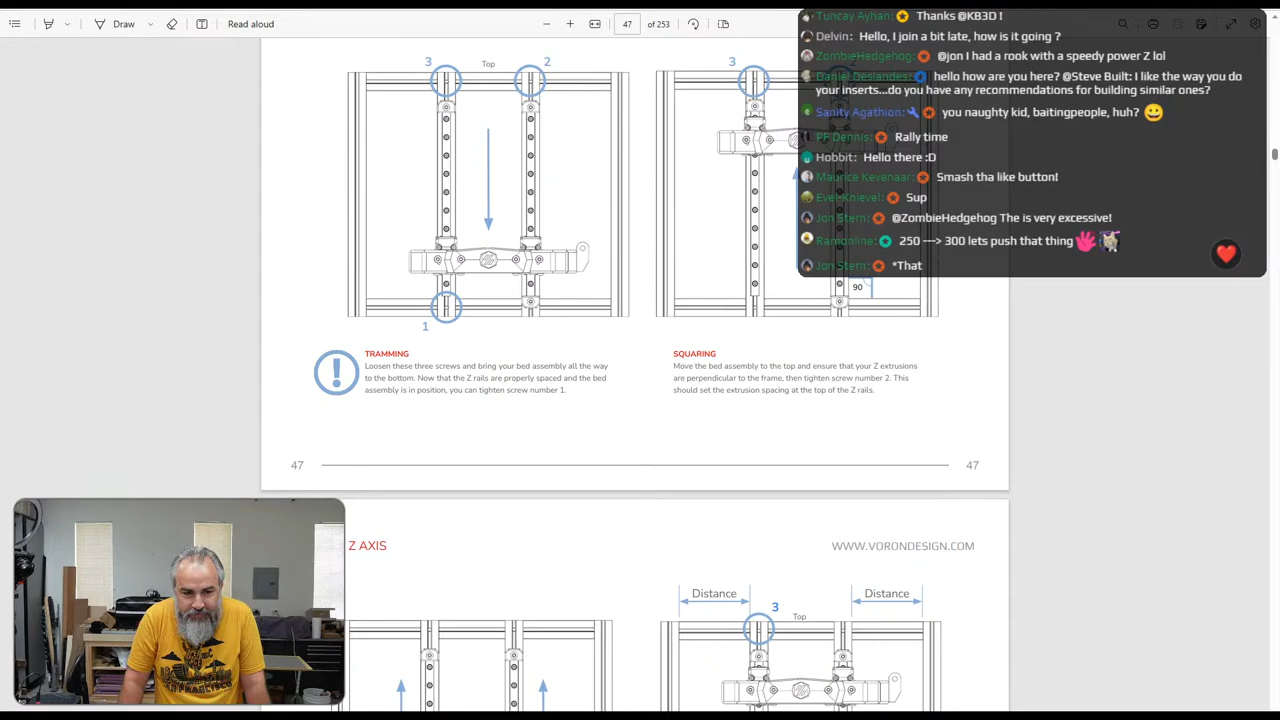 Draw
Read aloud
47
of 253
Tuncay Ayhan: Thanks @KB3D !
Delvin: Hello, I join a bit late, how is it going ?
ZombieHedgehog: @jon I had a rook with a speedy power Z lol
Daniel Deslandes: hello how are you here? @Steve Built: I like the way you do
your inserts...do you have any recommendations for building similar ones?
Sanity Agathion: you naughty kid, baitingpeople, huh? 😀
PF Dennis: Rally time
Hobbit: Hello there :D
Maurice Kevenaar: Smash tha like button!
Evel-Knievel: Sup
Jon Stern: @ZombieHedgehog The is very excessive!
Ramonline: 250 ---> 300 lets push that thing
Jon Stern: *That
3
Top
2
1
3
90
TRAMMING
Loosen these three screws and bring your bed assembly all the way
to the bottom. Now that the Z rails are properly spaced and the bed
assembly is in position, you can tighten screw number 1.
SQUARING
Move the bed assembly to the top and ensure that your Z extrusions
are perpendicular to the frame, then tighten screw number 2. This
should set the extrusion spacing at the top of the Z rails.
47
47
Z AXIS
WWW.VORONDESIGN.COM
Distance
Distance
3
Top